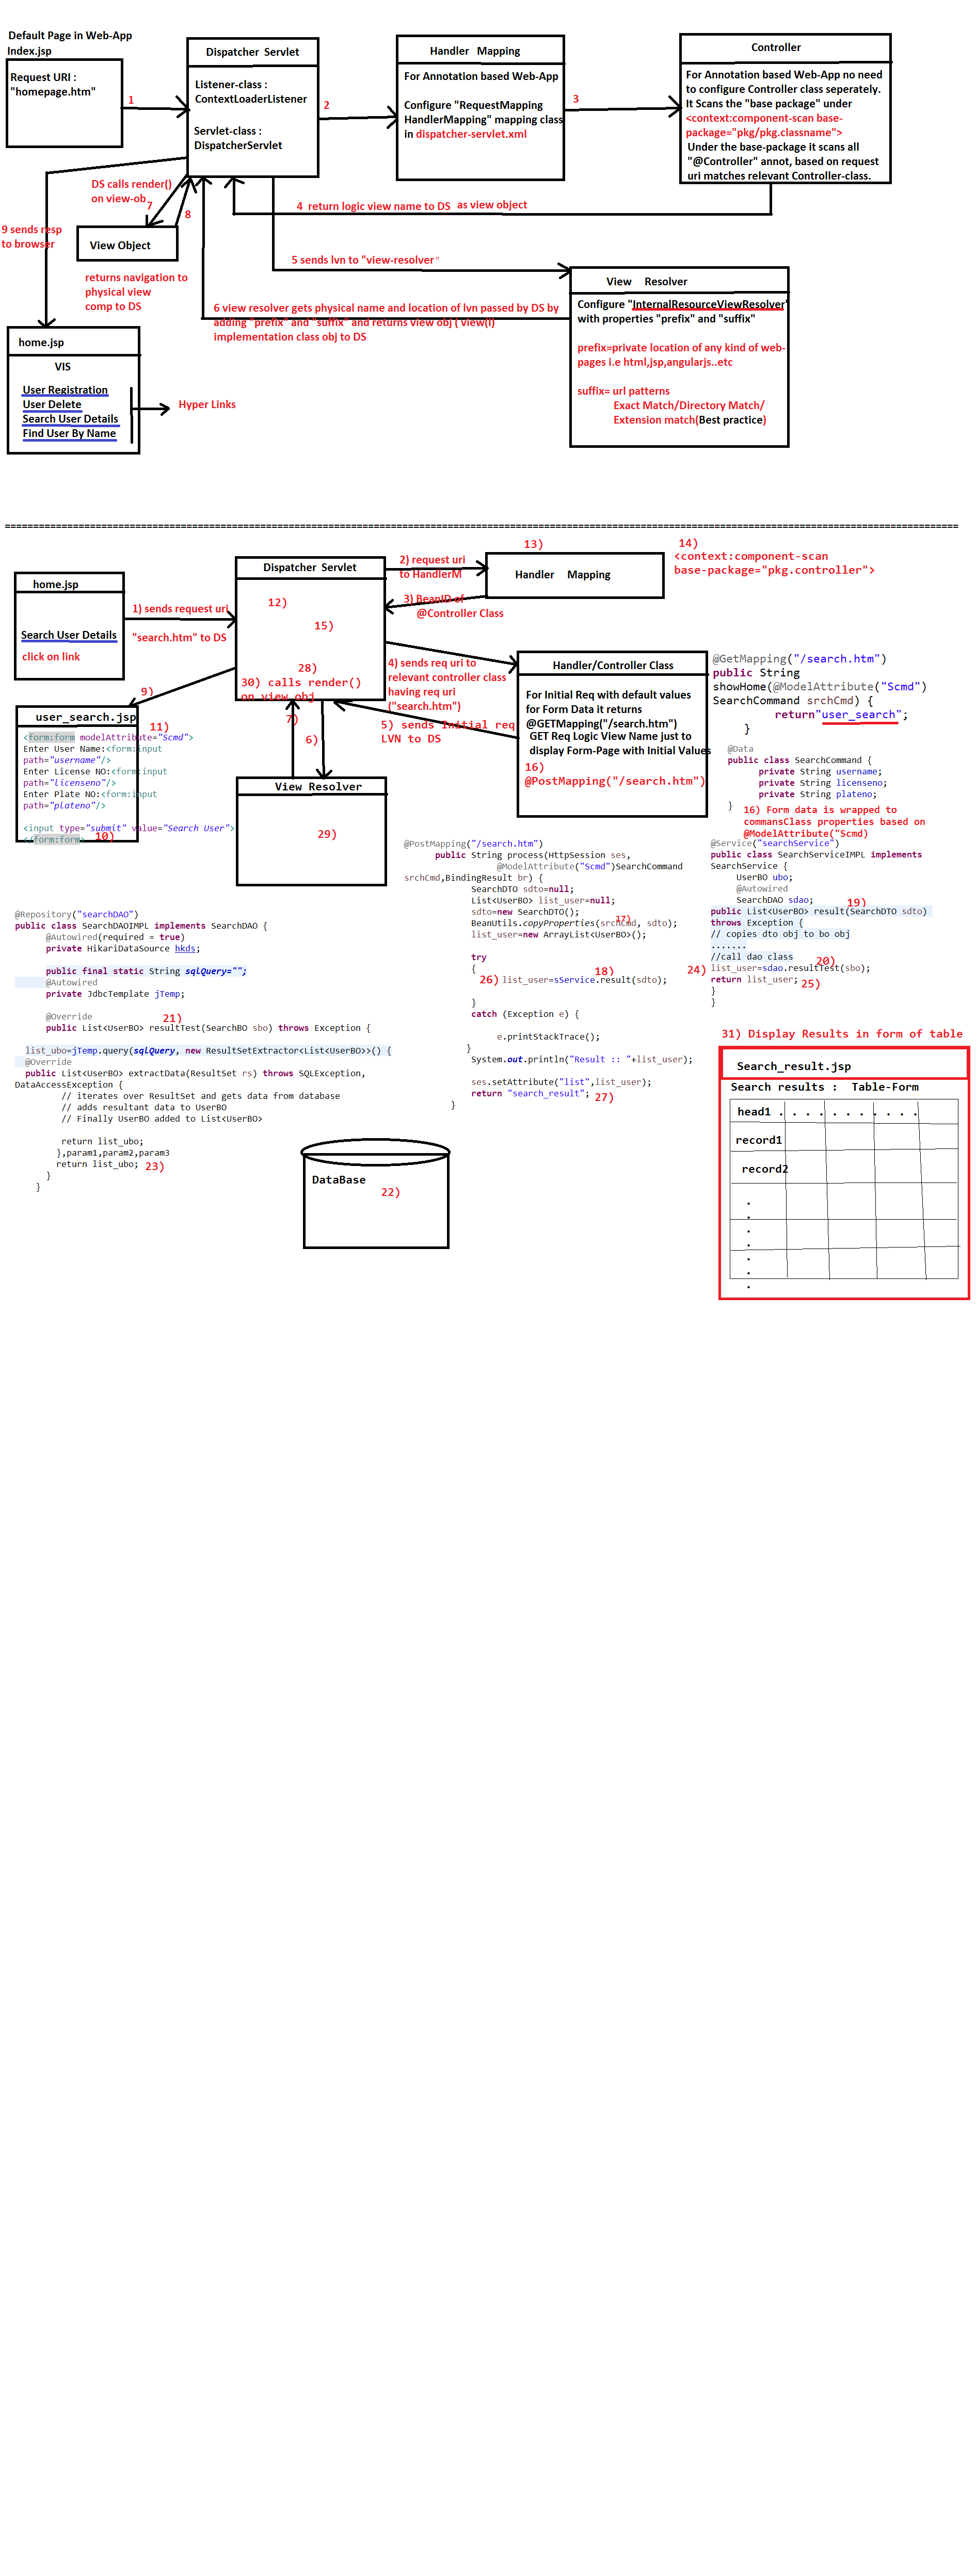 Default Page in Web-App
Index.jsp
Request URI :
"homepage.htm"
1
Dispatcher Servlet
Listener-class :
ContextLoaderListener
Servlet-class :
DispatcherServlet
2
Handler Mapping
For Annotation based Web-App
Configure "RequestMapping
HandlerMapping" mapping class
in dispatcher-servlet.xml
3
Controller
For Annotation based Web-App no need
to configure Controller class seperately.
It Scans the "base package" under
<context:component-scan base-
package="pkg/pkg.classname">
Under the base-package it scans all
"@Controller" annot, based on request
uri matches relevant Controller-class.
4 return logic view name to DS as view object
DS calls render()
on view-ob
7
8
9 sends resp
to browser
View Object
returns navigation to
physical view
comp to DS
5 sends lvn to "view-resolver"
6 view resolver gets physical name and location of lvn passed by DS by
adding "prefix" and "suffix" and returns view obj ( View(I)
implementation class obj to DS
View Resolver
Configure "InternalResourceViewResolver"
with properties "prefix" and "suffix"
prefix=private location of any kind of web-
pages i.e html,jsp,angularjs..etc
suffix= url patterns
Exact Match/Directory Match/
Extension match(Best practice)
home.jsp
VIS
User Registration
User Delete
Search User Details
Find User By Name
Hyper Links
home.jsp
Search User Details
click on link
1) sends request uri
"search.htm" to DS
Dispatcher Servlet
12)
15)
28)
30) calls render()
on view obj
2) request uri
to HandlerM
3) BeanID of
@Controller Class
13)
Handler Mapping
14)
<context:component-scan
base-package="pkg.controller">
4) sends req uri to
relevant controller class
having req uri
("search.htm")
5) sends Initial req
LVN to DS
Handler/Controller Class
For Initial Req with default values
for Form Data it returns
@GETMapping("/search.htm")
GET Req Logic View Name just to
display Form-Page with Initial Values
16)
@PostMapping("/search.htm")
@GetMapping("/search.htm")
public String
showHome(@ModelAttribute("Scmd")
SearchCommand srchCmd) {
return"user_search";
}
@Data
public class SearchCommand {
private String username;
private String licenseno;
private String plateno;
}
16) Form data is wrapped to
commansClass properties based on
@ModelAttribute("Scmd)
9)
user_search.jsp
11)
<form:form modelAttribute="Scmd">
Enter User Name:<form:input
path="username"/>
Enter License NO:<form:input
path="licenseno"/>
Enter Plate NO:<form:input
path="plateno"/>
<input type="submit" value="Search User">
</form:form>
10)
7)
6)
View Resolver
29)
@PostMapping("/search.htm")
public String process(HttpSession ses,
@ModelAttribute("Scmd")SearchCommand
srchCmd,BindingResult br) {
SearchDTO sdto=null;
List<UserBO> list_user=null;
sdto=new SearchDTO();
17)
BeanUtils.copyProperties(srchCmd, sdto);
list_user=new ArrayList<UserBO>();
try
{
18)
26) list_user=sService.result(sdto);
}
catch (Exception e) {
e.printStackTrace();
}
System.out.println("Result :: "+list_user);
ses.setAttribute("list",list_user);
return "search_result"; 27)
}
@Service("searchService")
public class SearchServiceIMPL implements
SearchService {
UserBO ubo;
@Autowired
SearchDAO sdao;
19)
public List<UserBO> result(SearchDTO sdto)
throws Exception {
// copies dto obj to bo obj
.......
//call dao class
20)
24)
list_user=sdao.resultTest(sbo);
return list_user; 25)
}
}
@Repository("searchDAO")
public class SearchDAOIMPL implements SearchDAO {
@Autowired(required = true)
private HikariDataSource hkds;
public final static String sqlQuery="";
@Autowired
private JdbcTemplate jTemp;
@Override
21)
public List<UserBO> resultTest(SearchBO sbo) throws Exception {
list_ubo=jTemp.query(sqlQuery, new ResultSetExtractor<List<UserBO>>() {
@Override
public List<UserBO> extractData(ResultSet rs) throws SQLException,
DataAccessException {
// iterates over ResultSet and gets data from database
// adds resultant data to UserBO
// Finally UserBO added to List<UserBO>
return list_ubo;
},param1,param2,param3
return list_ubo; 23)
}
}
DataBase
22)
31) Display Results in form of table
Search_result.jsp
Search results : Table-Form
head1 . . . . . . . . . . .
record1
record2
.
.
.
.
.
.
.